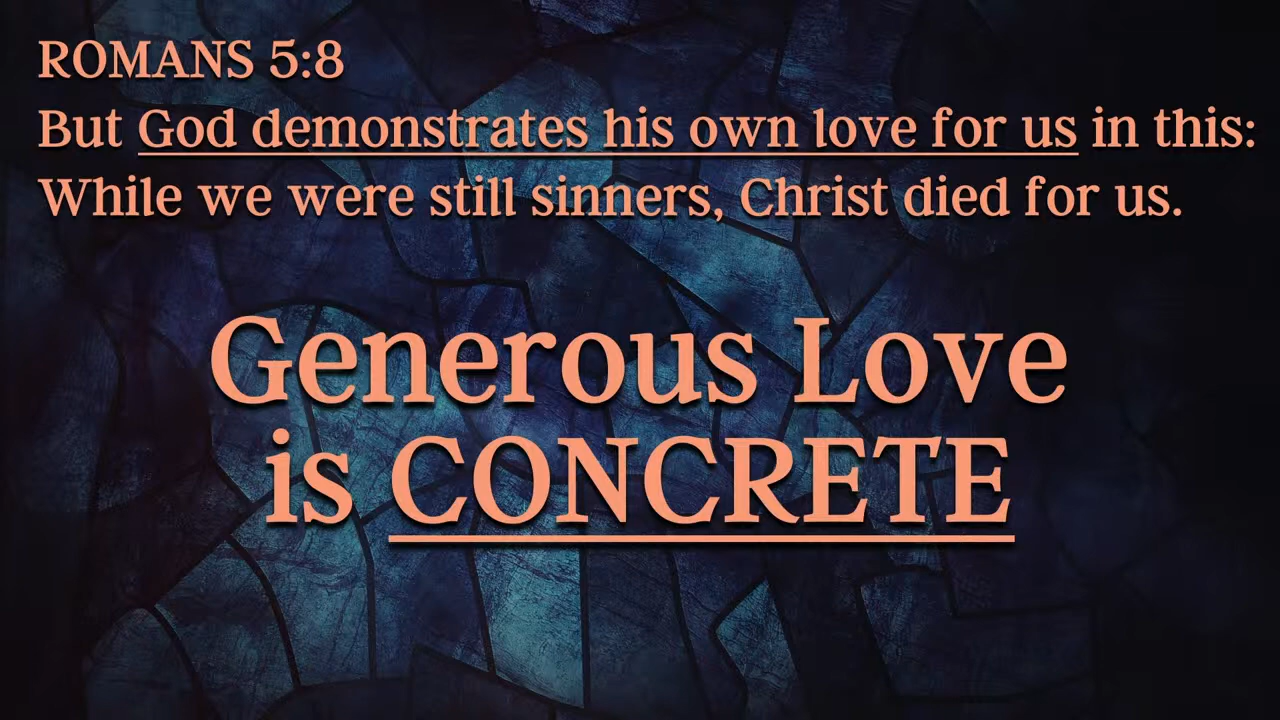 ROMANS 5:8
But God demonstrates his own love for us in this:
While we were still sinners, Christ died for us.
Generous Love
is CONCRETE